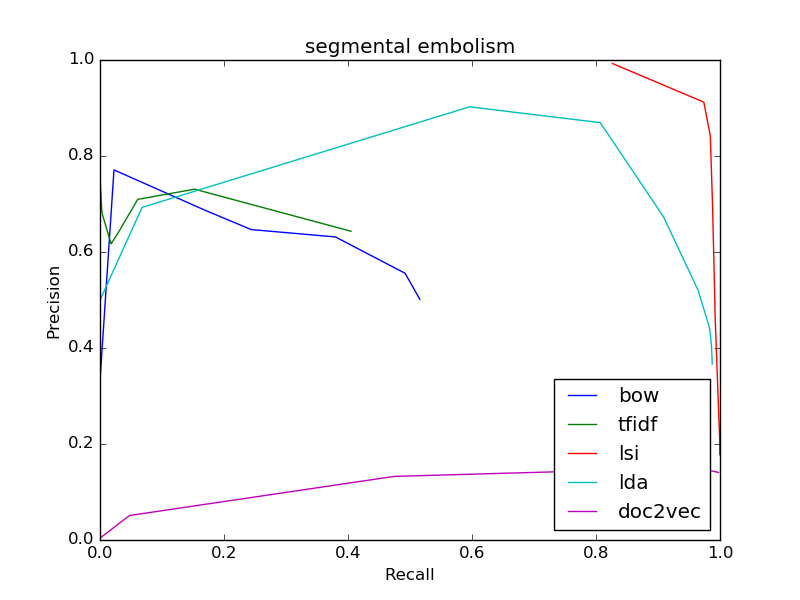 segmental embolism
1.0
0.8
0.6
0.4
0.2
0.0
Precision
0.0 0.2 0.4 0.6 0.8 1.0
Recall
bow
tfidf
lsi
lda
doc2vec